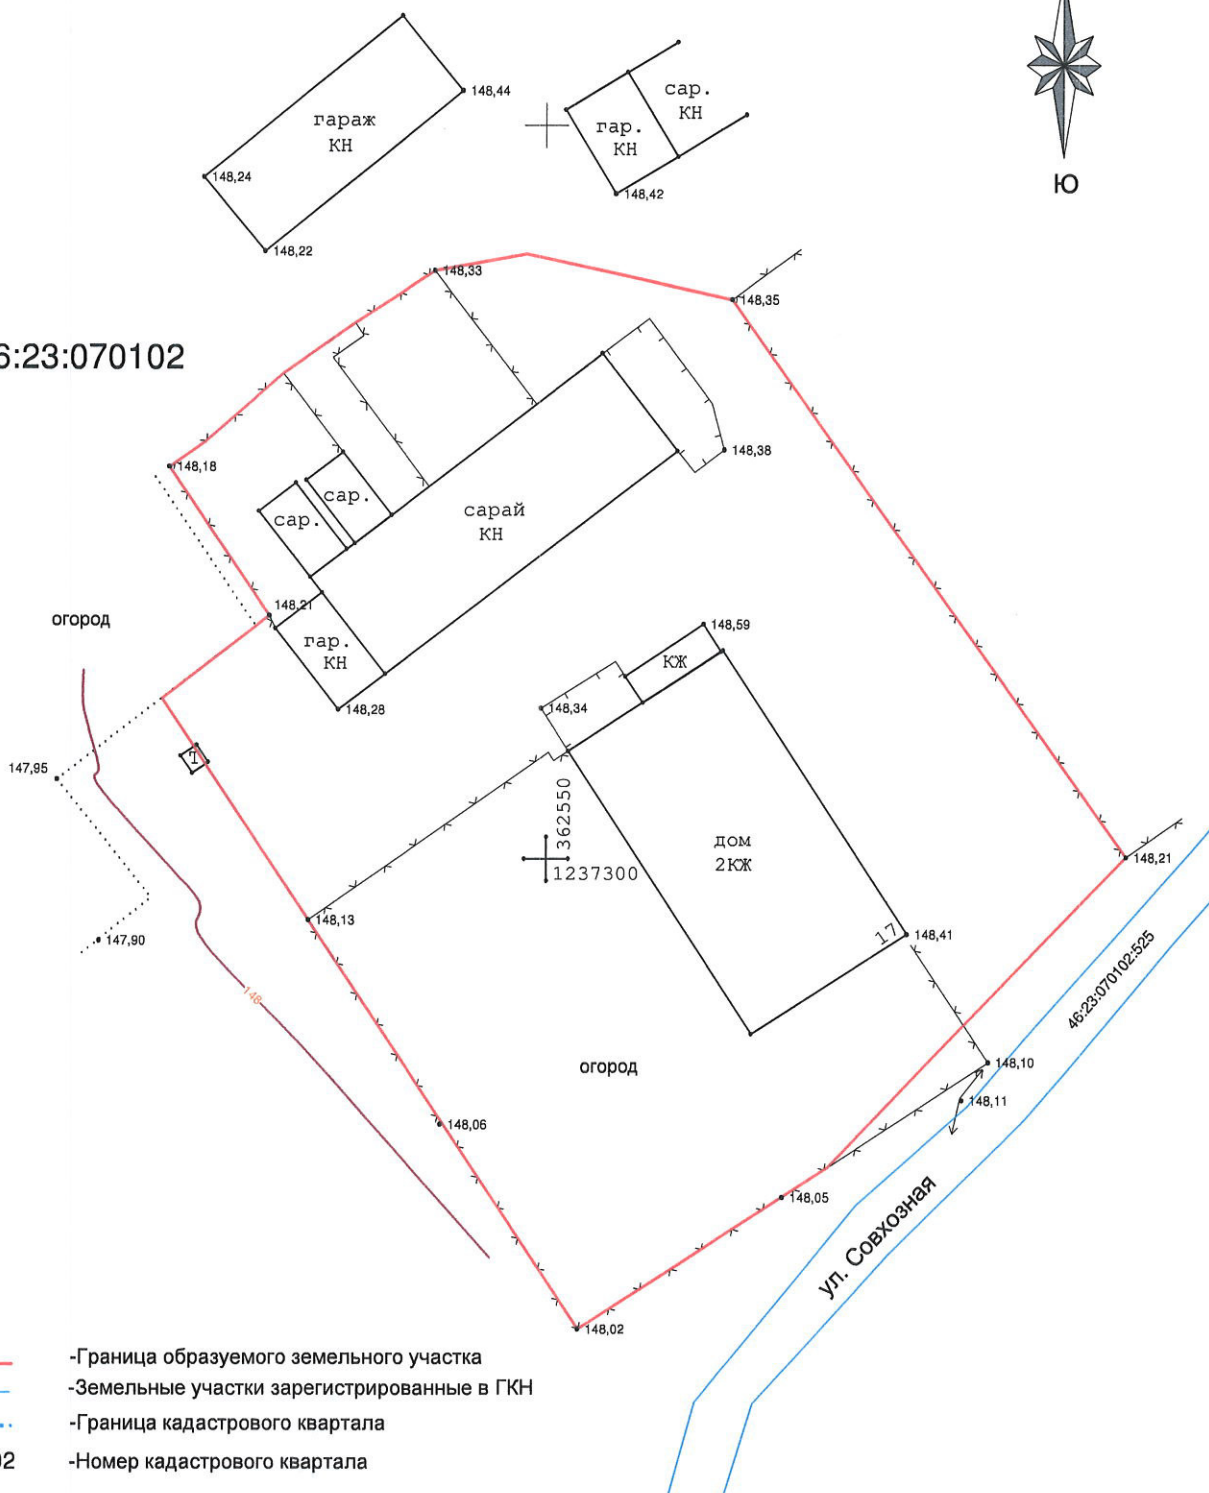 148,44
гараж
КН
148,24
148,22
сар.
КН
гар.
КН
148,42
Ю
148,33
148,35
6:23:070102
148,18
148,38
сар.
сар.
сарай
КН
148,21
огород
гар.
КН
148,28
148,59
КЖ
148,34
Т
147,95
362550
1237300
дом
2КЖ
148,21
148,13
17
148,41
147,90
148
46:23:070102:525
огород
148,10
148,11
148,06
148,05
ул. Совхозная
148,02
-Граница образуемого земельного участка
-Земельные участки зарегистрированные в ГКН
-Граница кадастрового квартала
02 -Номер кадастрового квартала